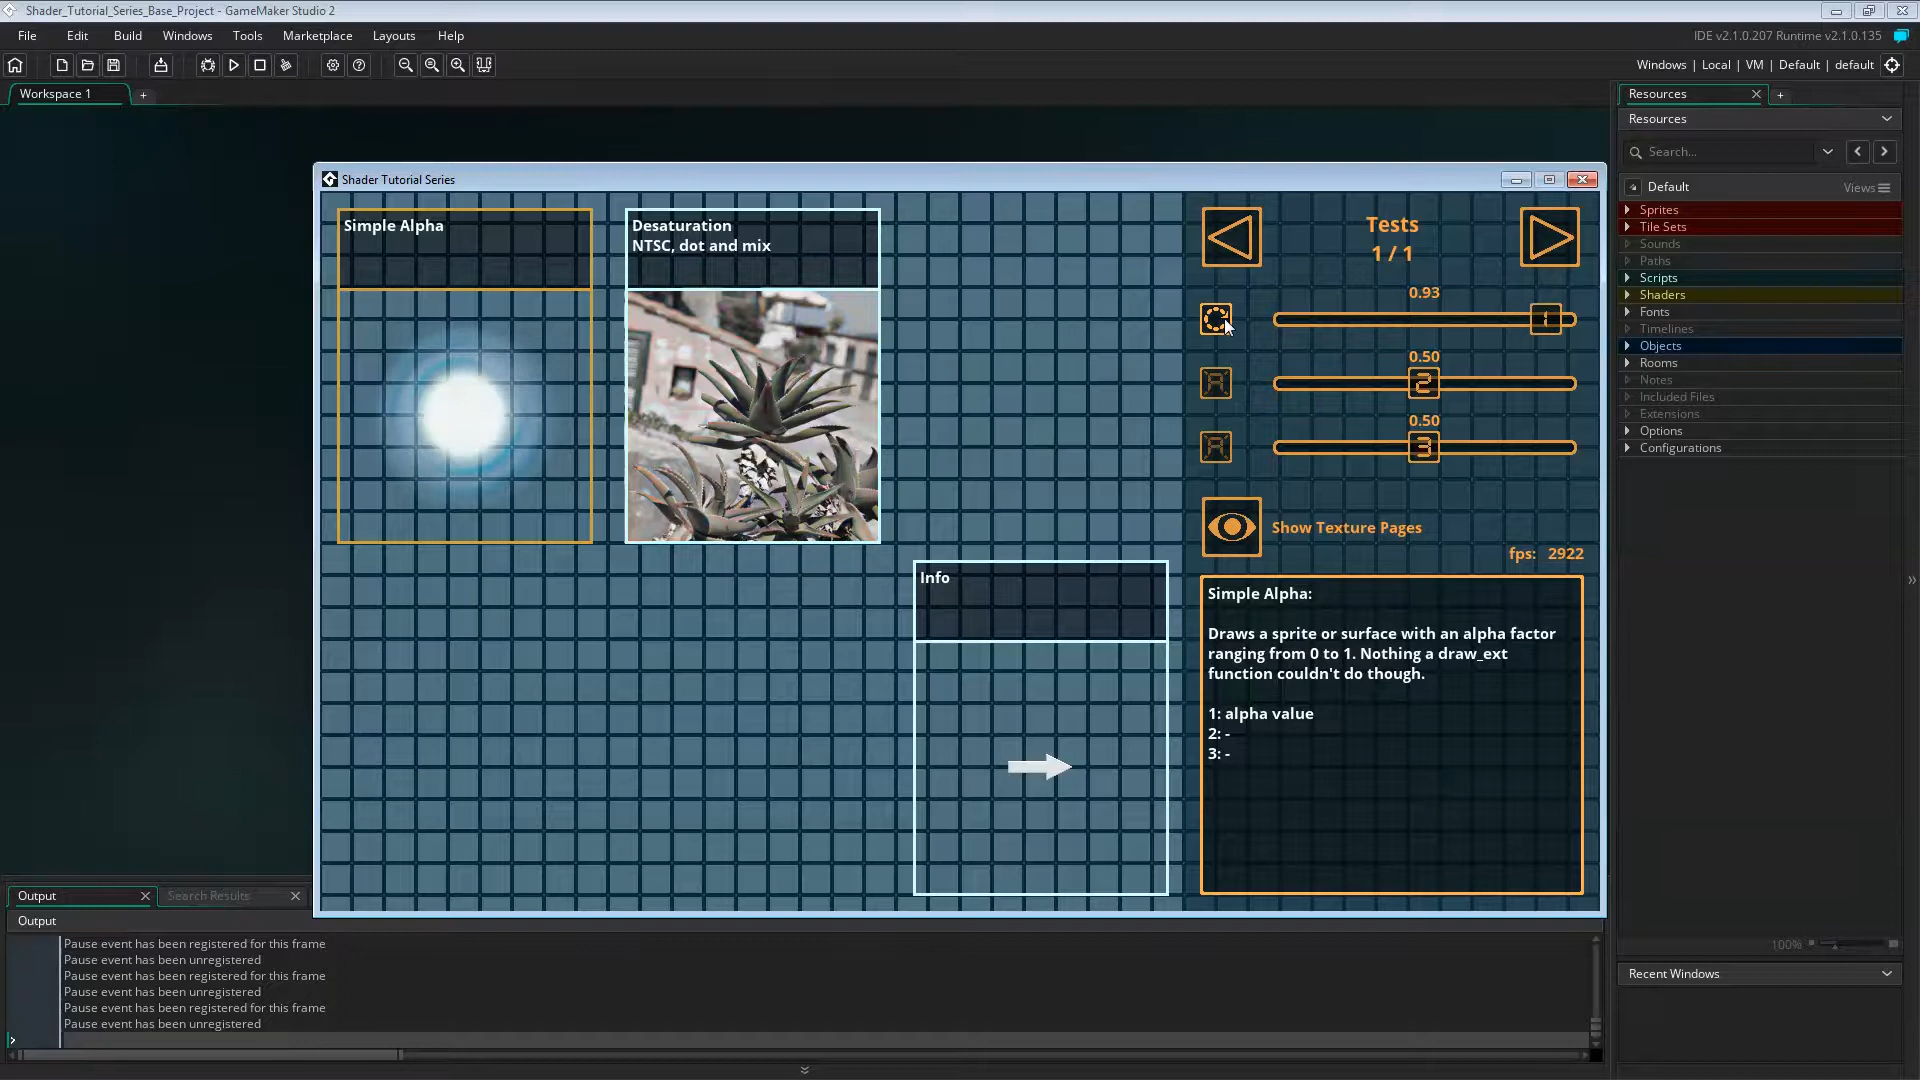 Shader_Tutorial_Series_Base_Project - GameMaker Studio 2
File Edit Build Windows Tools Marketplace Layouts Help
IDE v2.1.0.207 Runtime v2.1.0.135
Windows | Local | VM | Default | default
Workspace 1
Resources
Resources
Search...
Default
Views
Sprites
Tile Sets
Sounds
Paths
Scripts
Shaders
Fonts
Timelines
Objects
Rooms
Notes
Included Files
Extensions
Options
Configurations
100%
Recent Windows
Shader Tutorial Series
Simple Alpha
Desaturation
NTSC, dot and mix
Info
Tests
1 / 1
0.93
1
0.50
A
2
0.50
A
3
Show Texture Pages
fps: 2922
Simple Alpha:
Draws a sprite or surface with an alpha factor
ranging from 0 to 1. Nothing a draw_ext
function couldn't do though.
1: alpha value
2: -
3: -
Output
Search Results
Output
Pause event has been registered for this frame
Pause event has been unregistered
Pause event has been registered for this frame
Pause event has been unregistered
Pause event has been registered for this frame
Pause event has been unregistered